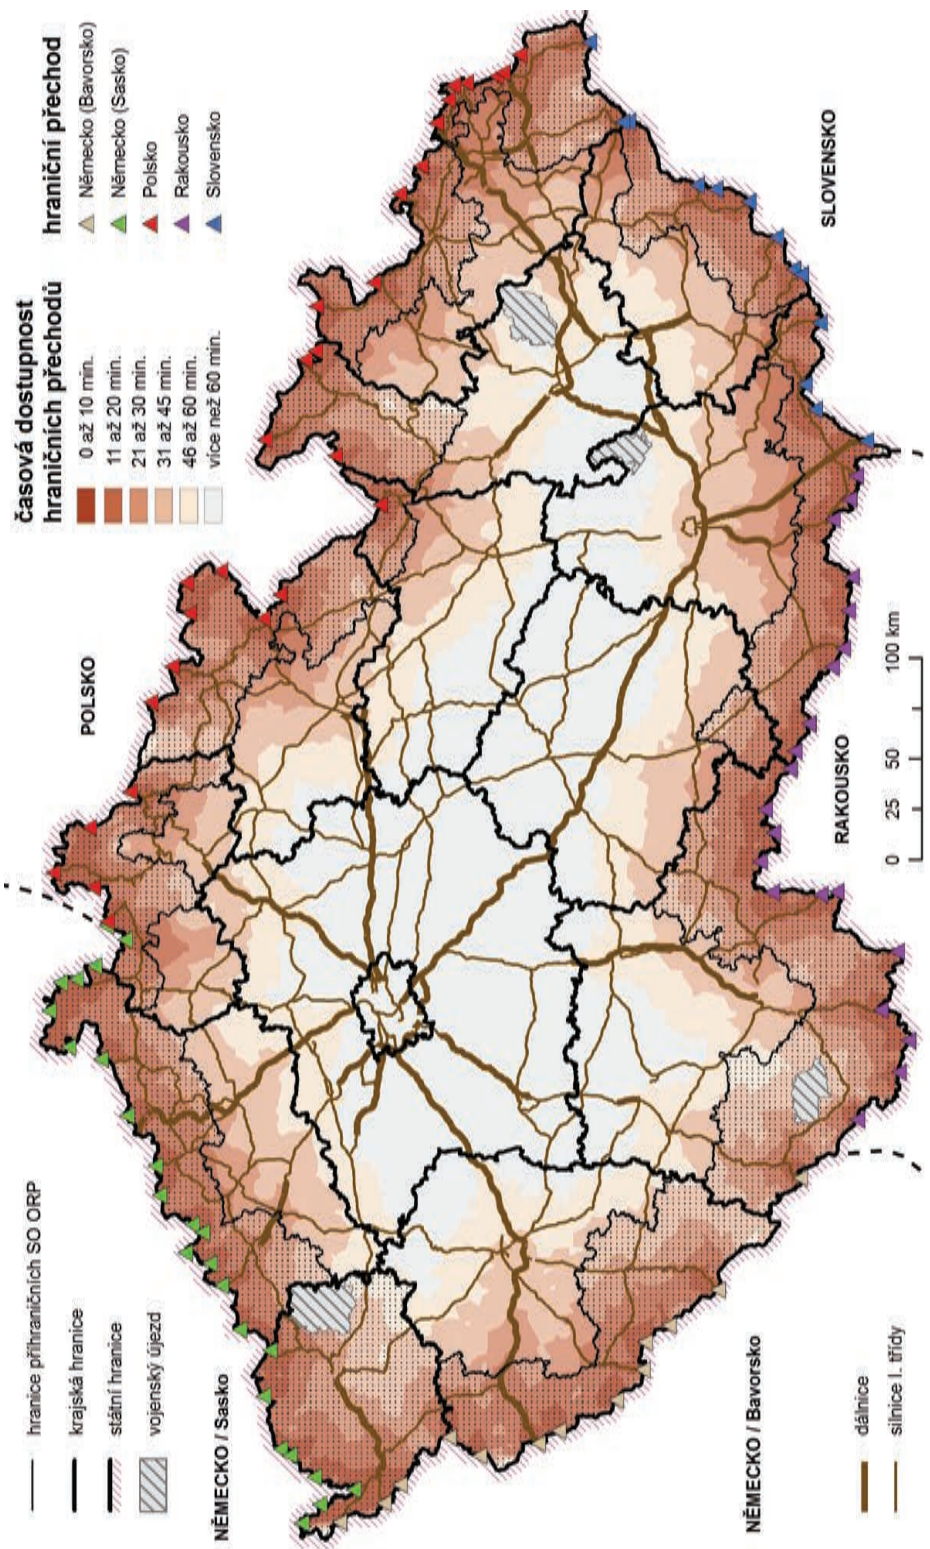 hranice příhraničních SO ORP
krajská hranice
státní hranice
vojenský újezd
časová dostupnost
hraničních přechodů
0 až 10 min.
11 až 20 min.
21 až 30 min.
31 až 45 min.
46 až 60 min.
více než 60 min.
hraniční přechod
Německo (Bavorsko)
Německo (Sasko)
Polsko
Rakousko
Slovensko
POLSKO
NĚMECKO / Sasko
SLOVENSKO
NĚMECKO / Bavorsko
RAKOUSKO
dálnice
silnice I. třídy
0 25 50 100 km